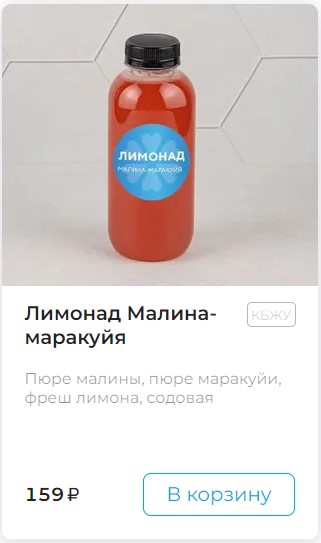 ЛИМОНАД
МАЛИНА-МАРАКУЙЯ
Лимонад Малина-
маракуйя
КБЖУ
Пюре малины, пюре маракуйи,
фреш лимона, содовая
159 ₽
В корзину